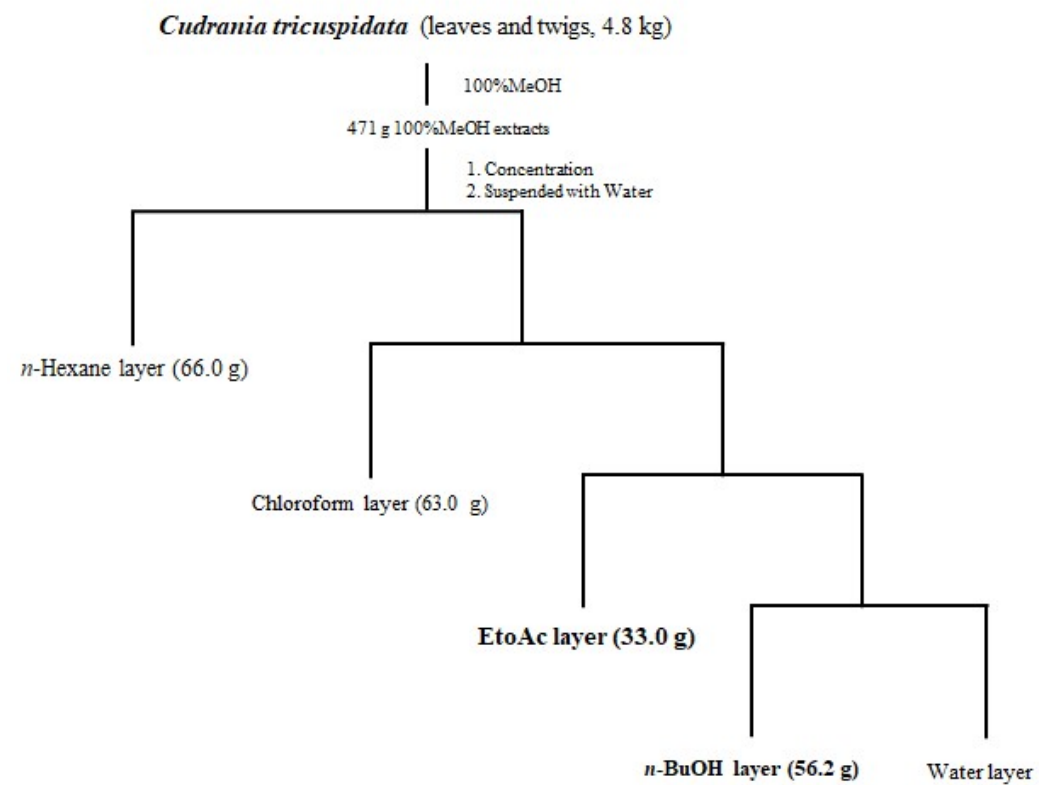 Cudrania tricuspidata (leaves and twigs, 4.8 kg)
100%MeOH
471 g 100%MeOH extracts
1. Concentration
2. Suspended with Water
n-Hexane layer (66.0 g)
Chloroform layer (63.0 g)
EtoAc layer (33.0 g)
n-BuOH layer (56.2 g)
Water layer